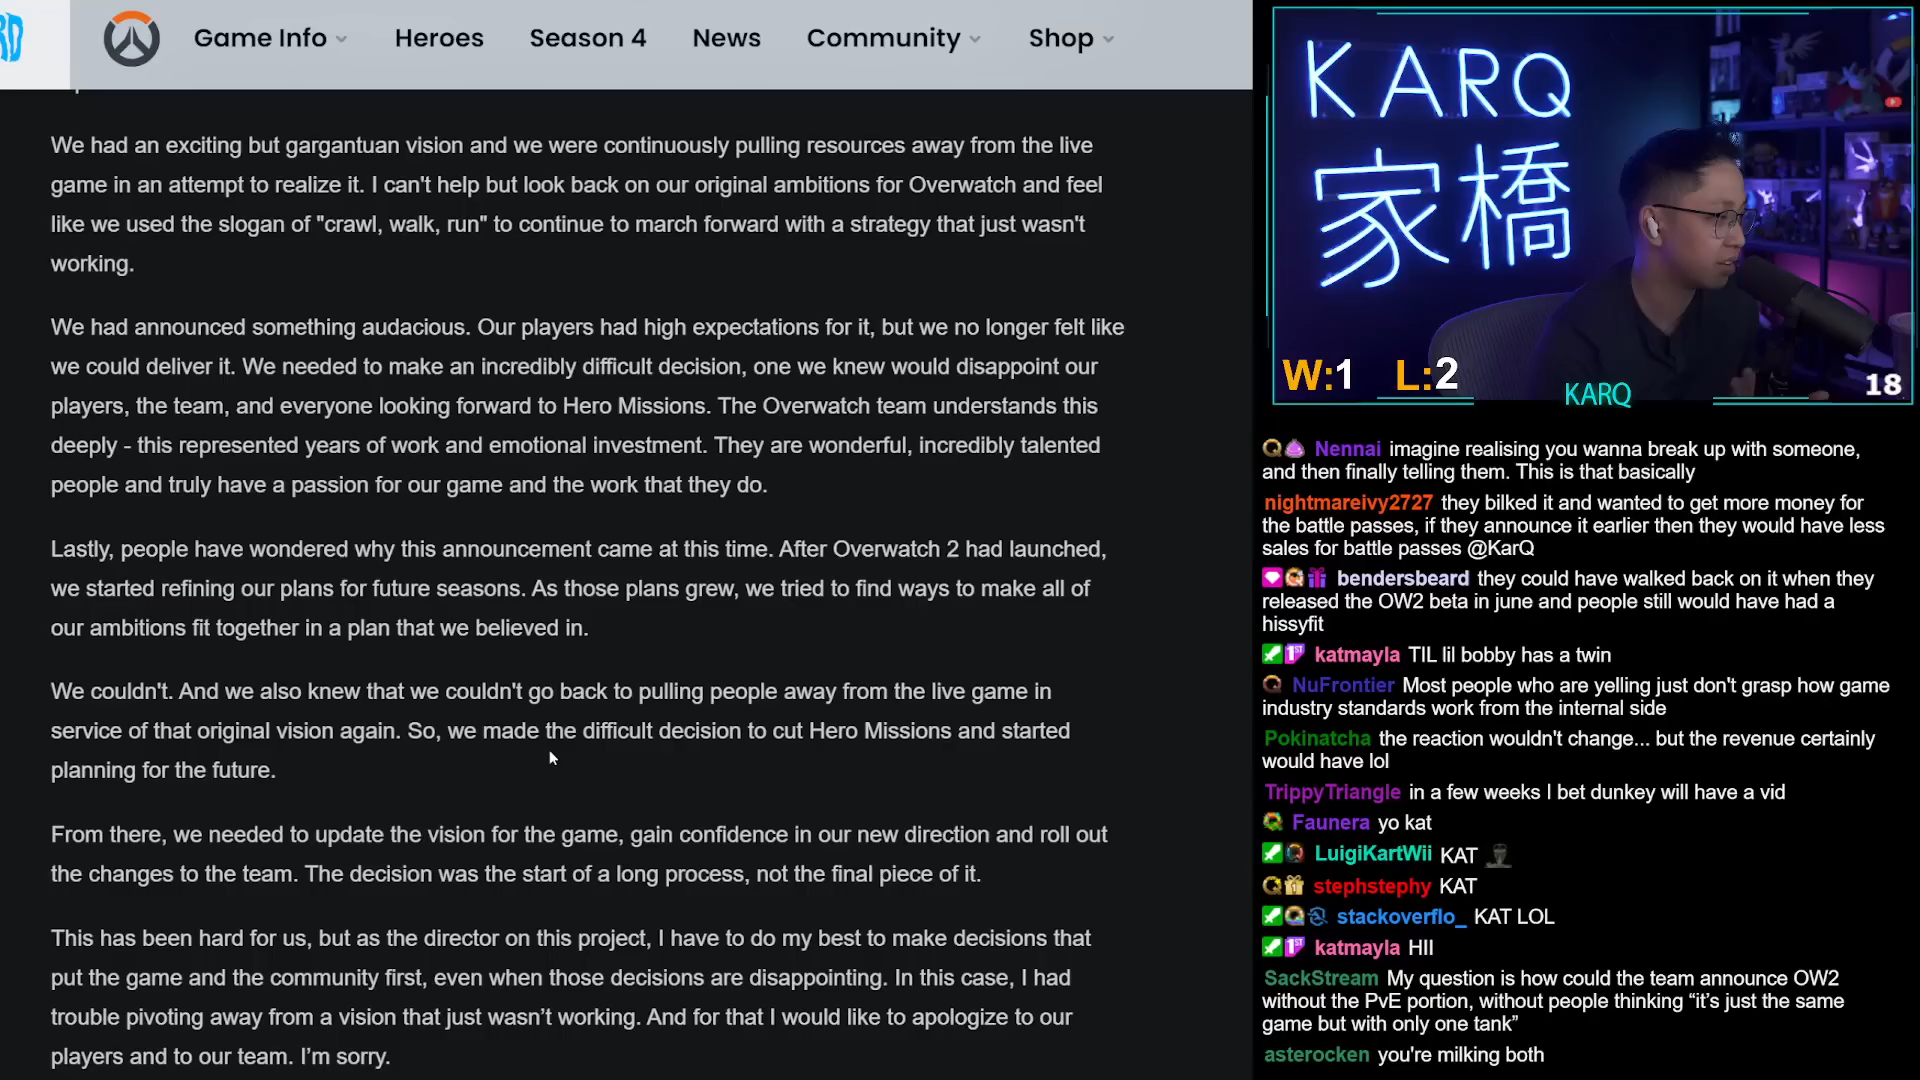 RD
Game Info
Heroes
Season 4
News
Community
Shop
We had an exciting but gargantuan vision and we were continuously pulling resources away from the live
game in an attempt to realize it. I can't help but look back on our original ambitions for Overwatch and feel
like we used the slogan of "crawl, walk, run" to continue to march forward with a strategy that just wasn't
working.
We had announced something audacious. Our players had high expectations for it, but we no longer felt like
we could deliver it. We needed to make an incredibly difficult decision, one we knew would disappoint our
players, the team, and everyone looking forward to Hero Missions. The Overwatch team understands this
deeply - this represented years of work and emotional investment. They are wonderful, incredibly talented
people and truly have a passion for our game and the work that they do.
Lastly, people have wondered why this announcement came at this time. After Overwatch 2 had launched,
we started refining our plans for future seasons. As those plans grew, we tried to find ways to make all of
our ambitions fit together in a plan that we believed in.
We couldn't. And we also knew that we couldn't go back to pulling people away from the live game in
service of that original vision again. So, we made the difficult decision to cut Hero Missions and started
planning for the future.
From there, we needed to update the vision for the game, gain confidence in our new direction and roll out
the changes to the team. The decision was the start of a long process, not the final piece of it.
This has been hard for us, but as the director on this project, I have to do my best to make decisions that
put the game and the community first, even when those decisions are disappointing. In this case, I had
trouble pivoting away from a vision that just wasn't working. And for that I would like to apologize to our
players and to our team. I'm sorry.
KARQ
家橋
W:1 L:2
KARQ
18
Nennai imagine realising you wanna break up with someone,
and then finally telling them. This is that basically
nightmareivy2727 they bilked it and wanted to get more money for
the battle passes, if they announce it earlier then they would have less
sales for battle passes @KarQ
bendersbeard they could have walked back on it when they
released the OW2 beta in june and people still would have had a
hissyfit
katmayla TIL lil bobby has a twin
NuFrontier Most people who are yelling just don't grasp how game
industry standards work from the internal side
Pokinatcha the reaction wouldn't change... but the revenue certainly
would have lol
TrippyTriangle in a few weeks I bet dunkey will have a vid
Faunera yo kat
LuigiKartWii KAT
stephstephy KAT
stackoverflo_ KAT LOL
katmayla HII
SackStream My question is how could the team announce OW2
without the PvE portion, without people thinking “it's just the same
game but with only one tank”
asterocken you're milking both